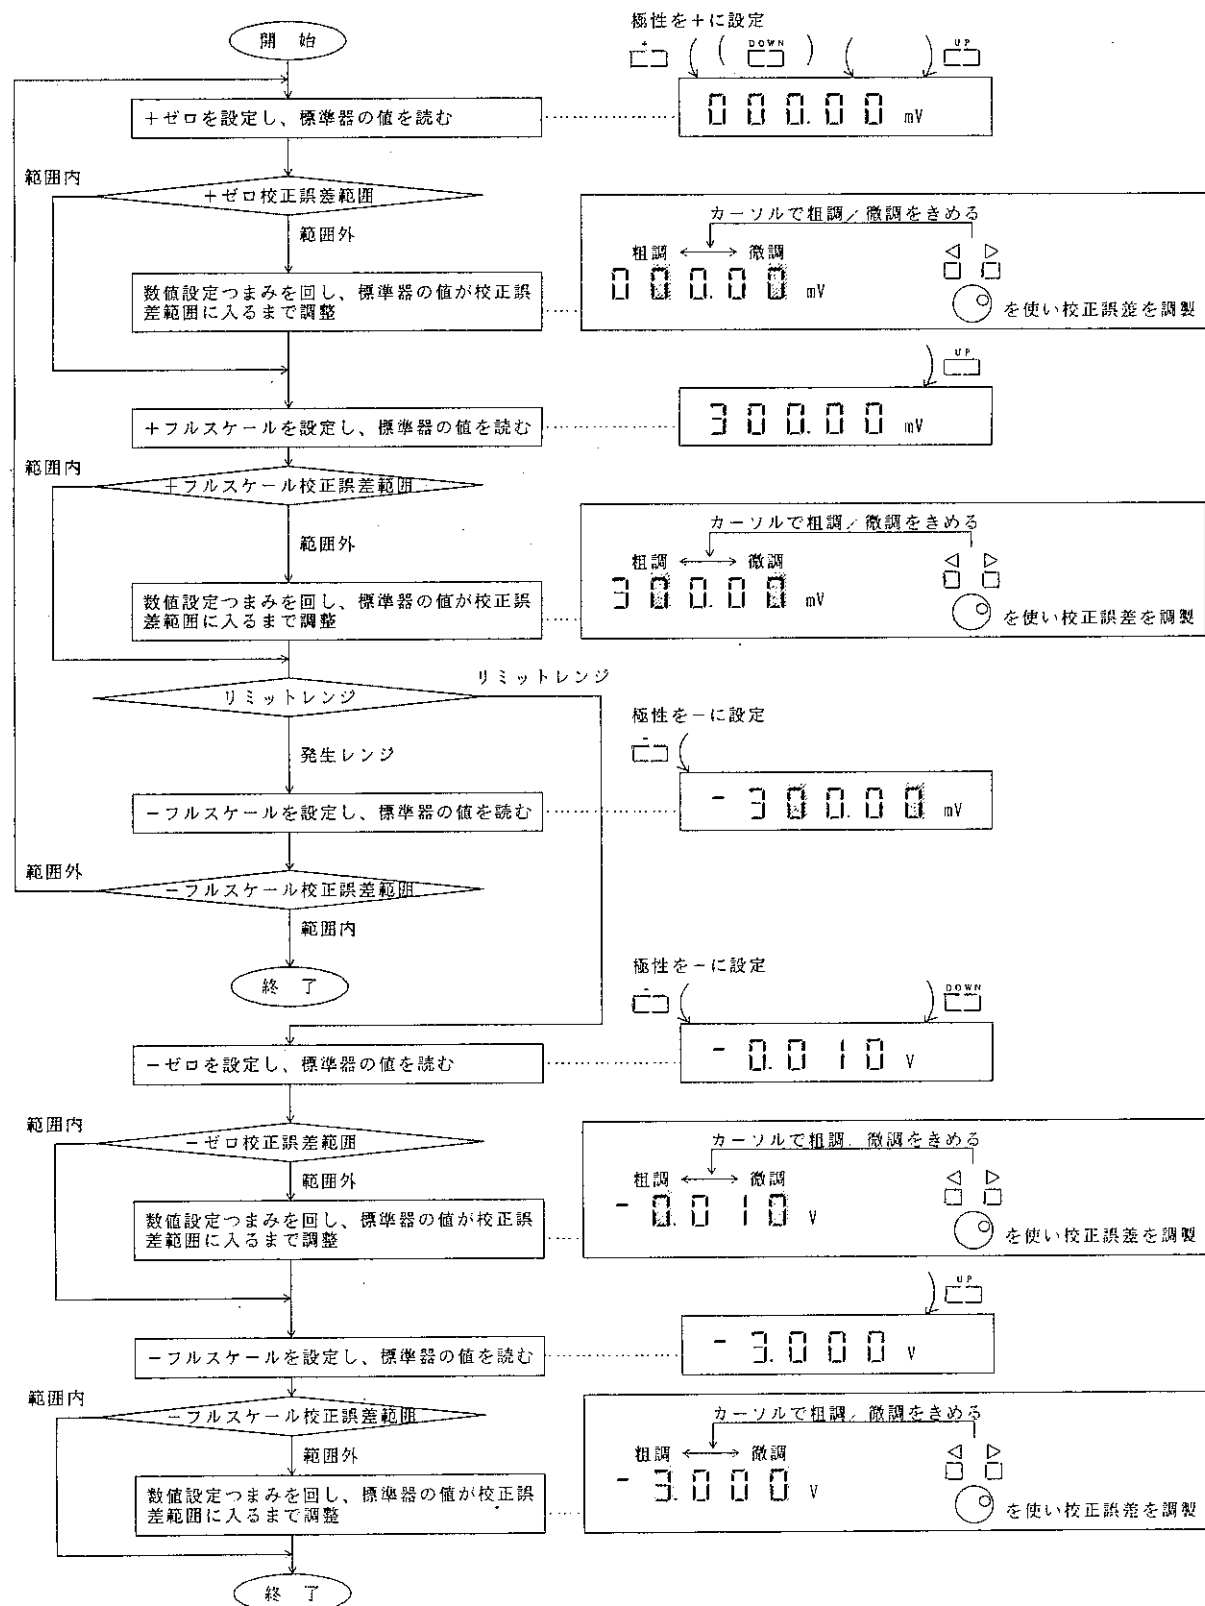 開 始
極性を＋に設定
＋ ( DOWN ) UP
＋ゼロを設定し、標準器の値を読む
000.00 mV
範囲内
＋ゼロ校正誤差範囲
範囲外
カーソルで粗調／微調をきめる
粗調 微調
000.00 mV
◁ ▷
を使い校正誤差を調製
数値設定つまみを回し、標準器の値が校正誤
差範囲に入るまで調整
UP
＋フルスケールを設定し、標準器の値を読む
300.00 mV
範囲内
＋フルスケール校正誤差範囲
範囲外
カーソルで粗調／微調をきめる
粗調 微調
300.00 mV
◁ ▷
を使い校正誤差を調製
数値設定つまみを回し、標準器の値が校正誤
差範囲に入るまで調整
リミットレンジ
リミットレンジ
発生レンジ
極性を－に設定
－
－フルスケールを設定し、標準器の値を読む
-300.00 mV
範囲外
－フルスケール校正誤差範囲
範囲内
終 了
極性を－に設定
－ DOWN
－ゼロを設定し、標準器の値を読む
-0.010 V
範囲内
－ゼロ校正誤差範囲
範囲外
カーソルで粗調／微調をきめる
粗調 微調
-0.010 V
◁ ▷
を使い校正誤差を調製
数値設定つまみを回し、標準器の値が校正誤
差範囲に入るまで調整
UP
－フルスケールを設定し、標準器の値を読む
-3.000 V
範囲内
－フルスケール校正誤差範囲
範囲外
カーソルで粗調／微調をきめる
粗調 微調
-3.000 V
◁ ▷
を使い校正誤差を調製
数値設定つまみを回し、標準器の値が校正誤
差範囲に入るまで調整
終 了